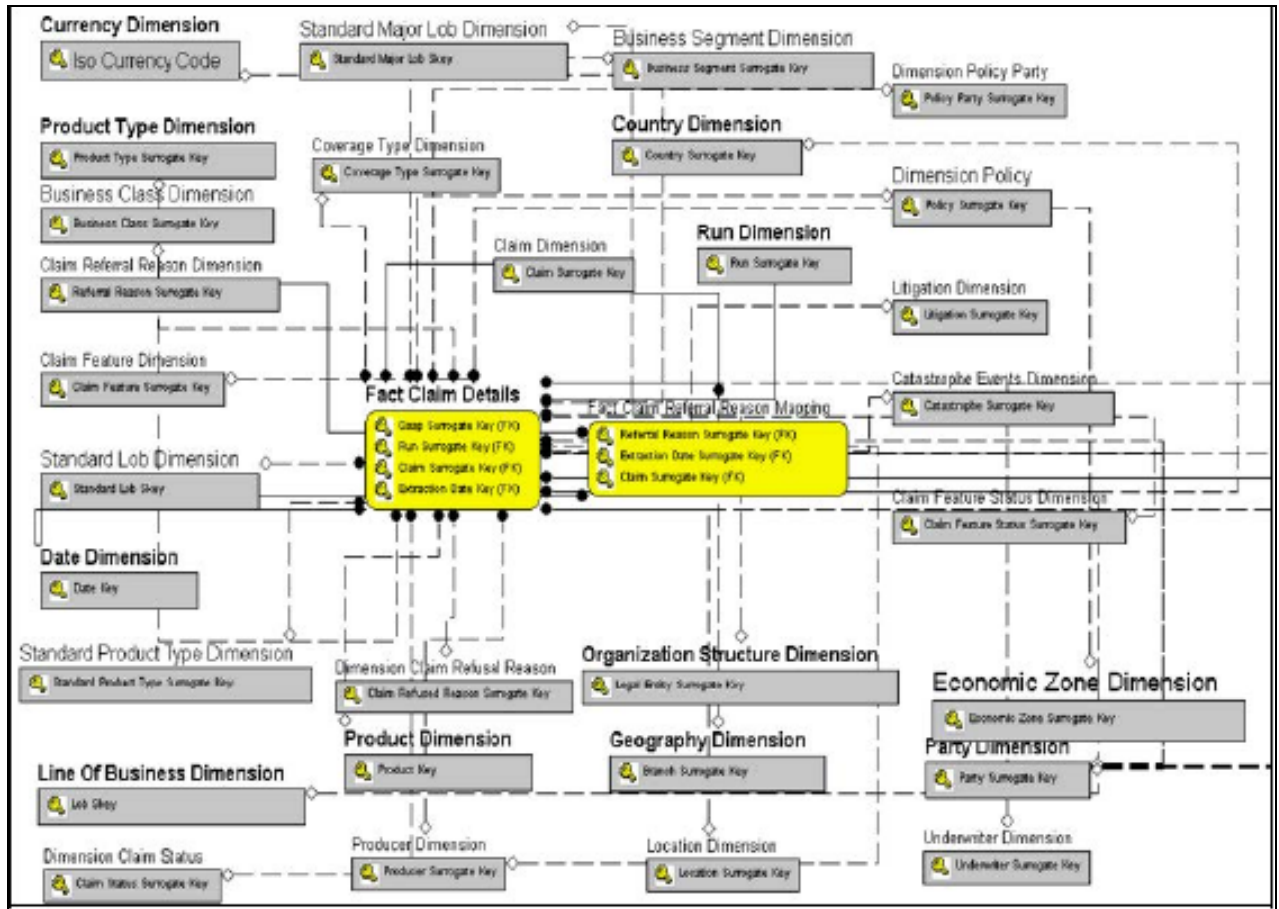 Currency Dimension
Iso Currency Code
Standard Major Lob Dimension
Standard Major Lob Skey
Business Segment Dimension
Business Segment Surrogate Key
Dimension Policy Party
Policy Party Surrogate Key
Product Type Dimension
Product Type Surrogate Key
Coverage Type Dimension
Coverage Type Surrogate Key
Country Dimension
Country Surrogate Key
Business Class Dimension
Business Class Surrogate Key
Dimension Policy
Policy Surrogate Key
Claim Dimension
Claim Surrogate Key
Run Dimension
Run Surrogate Key
Claim Referral Reason Dimension
Referral Reason Surrogate Key
Litigation Dimension
Litigation Surrogate Key
Claim Feature Dimension
Claim Feature Surrogate Key
Catastrophe Events Dimension
Catastrophe Surrogate Key
Fact Claim Details
Gaap Surrogate Key (FK)
Run Surrogate Key (FK)
Claim Surrogate Key (FK)
Extraction Date Key (FK)
Fact Claim Referral Reason Mapping
Referral Reason Surrogate Key (FK)
Extraction Date Surrogate Key (FK)
Claim Surrogate Key (FK)
Standard Lob Dimension
Standard Lob Skey
Claim Feature Status Dimension
Claim Feature Status Surrogate Key
Date Dimension
Date Key
Standard Product Type Dimension
Standard Product Type Surrogate Key
Dimension Claim Refusal Reason
Claim Refused Reason Surrogate Key
Organization Structure Dimension
Legal Entity Surrogate Key
Economic Zone Dimension
Economic Zone Surrogate Key
Product Dimension
Product Key
Geography Dimension
Branch Surrogate Key
Party Dimension
Party Surrogate Key
Line Of Business Dimension
Lob Skey
Dimension Claim Status
Claim Status Surrogate Key
Producer Dimension
Producer Surrogate Key
Location Dimension
Location Surrogate Key
Underwriter Dimension
Underwriter Surrogate Key